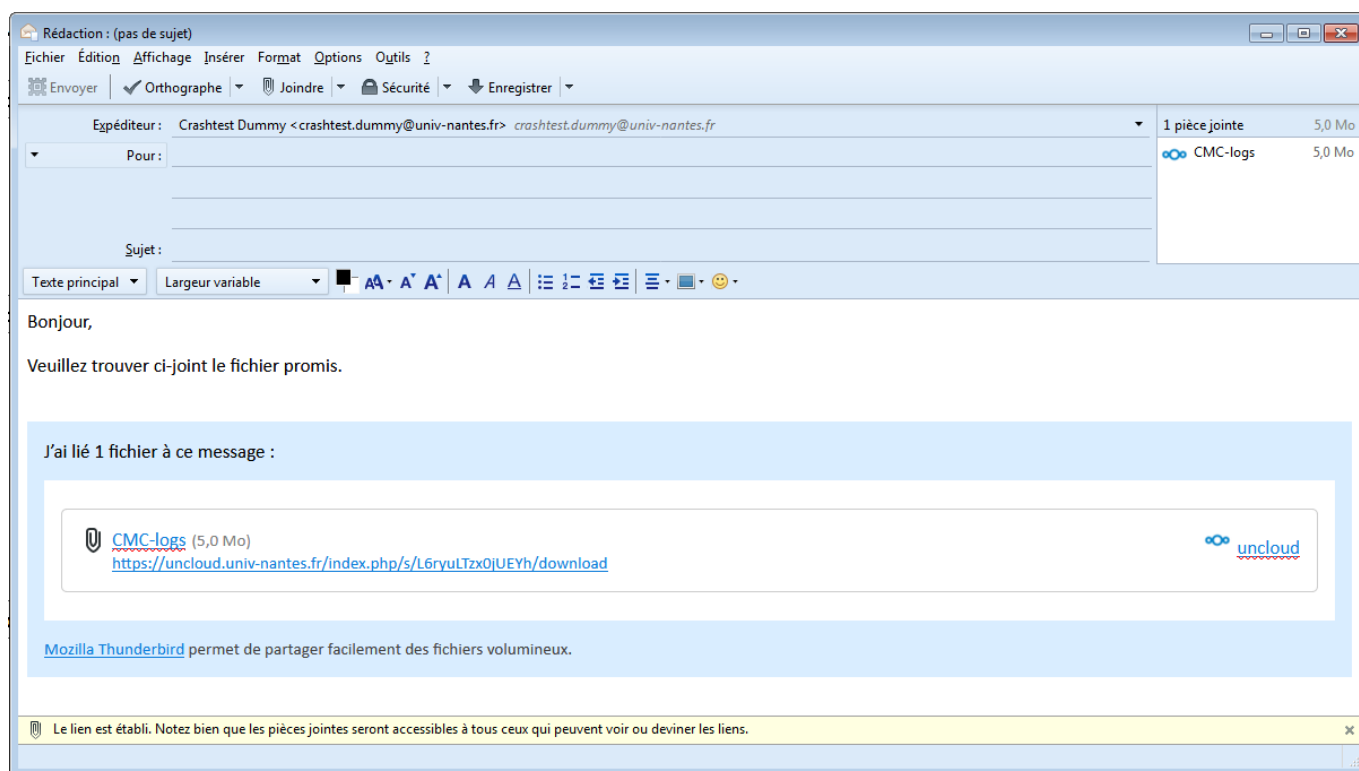 Rédaction : (pas de sujet)
Fichier Édition Affichage Insérer Format Options Outils ?
Envoyer Orthographe Joindre Sécurité Enregistrer
Expéditeur : Crashtest Dummy <crashtest.dummy@univ-nantes.fr> crashtest.dummy@univ-nantes.fr
1 pièce jointe 5,0 Mo
Pour :
CMC-logs 5,0 Mo
Sujet :
Texte principal Largeur variable
Bonjour,
Veuillez trouver ci-joint le fichier promis.
J'ai lié 1 fichier à ce message :
CMC-logs (5,0 Mo)
https://uncloud.univ-nantes.fr/index.php/s/L6ryuLTzx0jUEYh/download
uncloud
Mozilla Thunderbird permet de partager facilement des fichiers volumineux.
Le lien est établi. Notez bien que les pièces jointes seront accessibles à tous ceux qui peuvent voir ou deviner les liens.